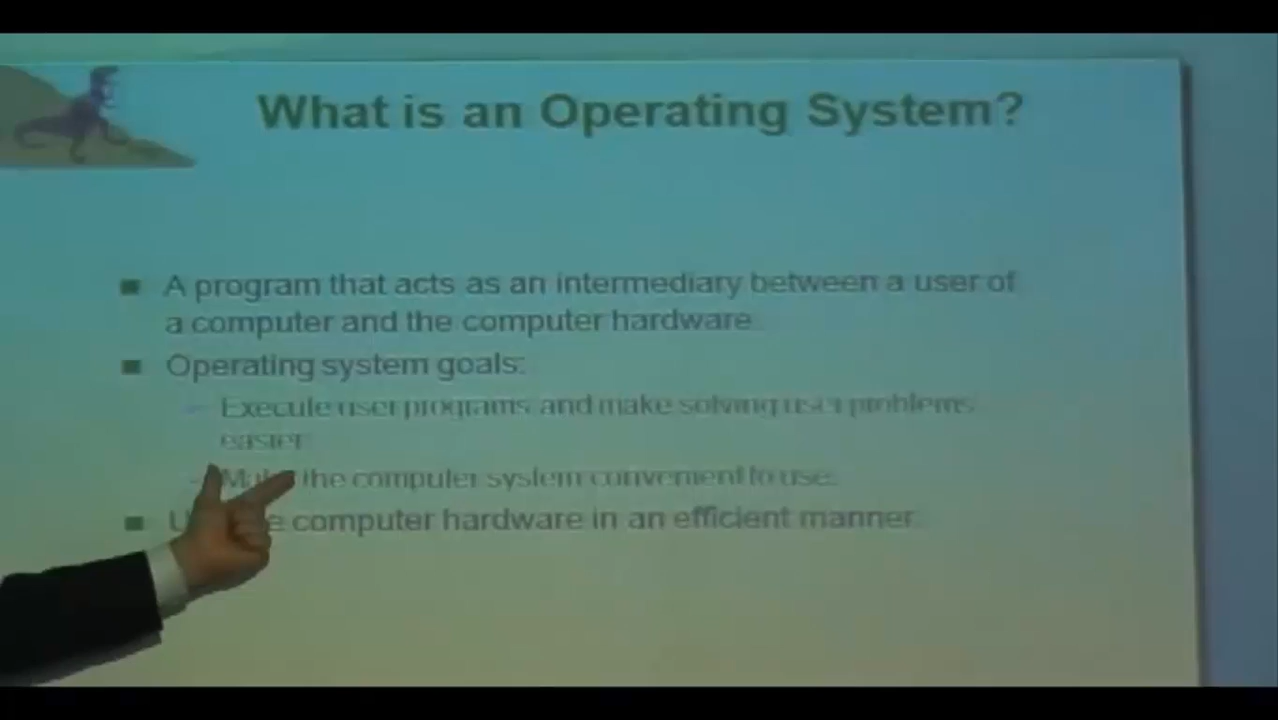 What is an Operating System?
A program that acts as an intermediary between a user of
a computer and the computer hardware.
Operating system goals:
Execute user programs and make solving user problems
easier
the computer system convenient to use.
computer hardware in an efficient manner.